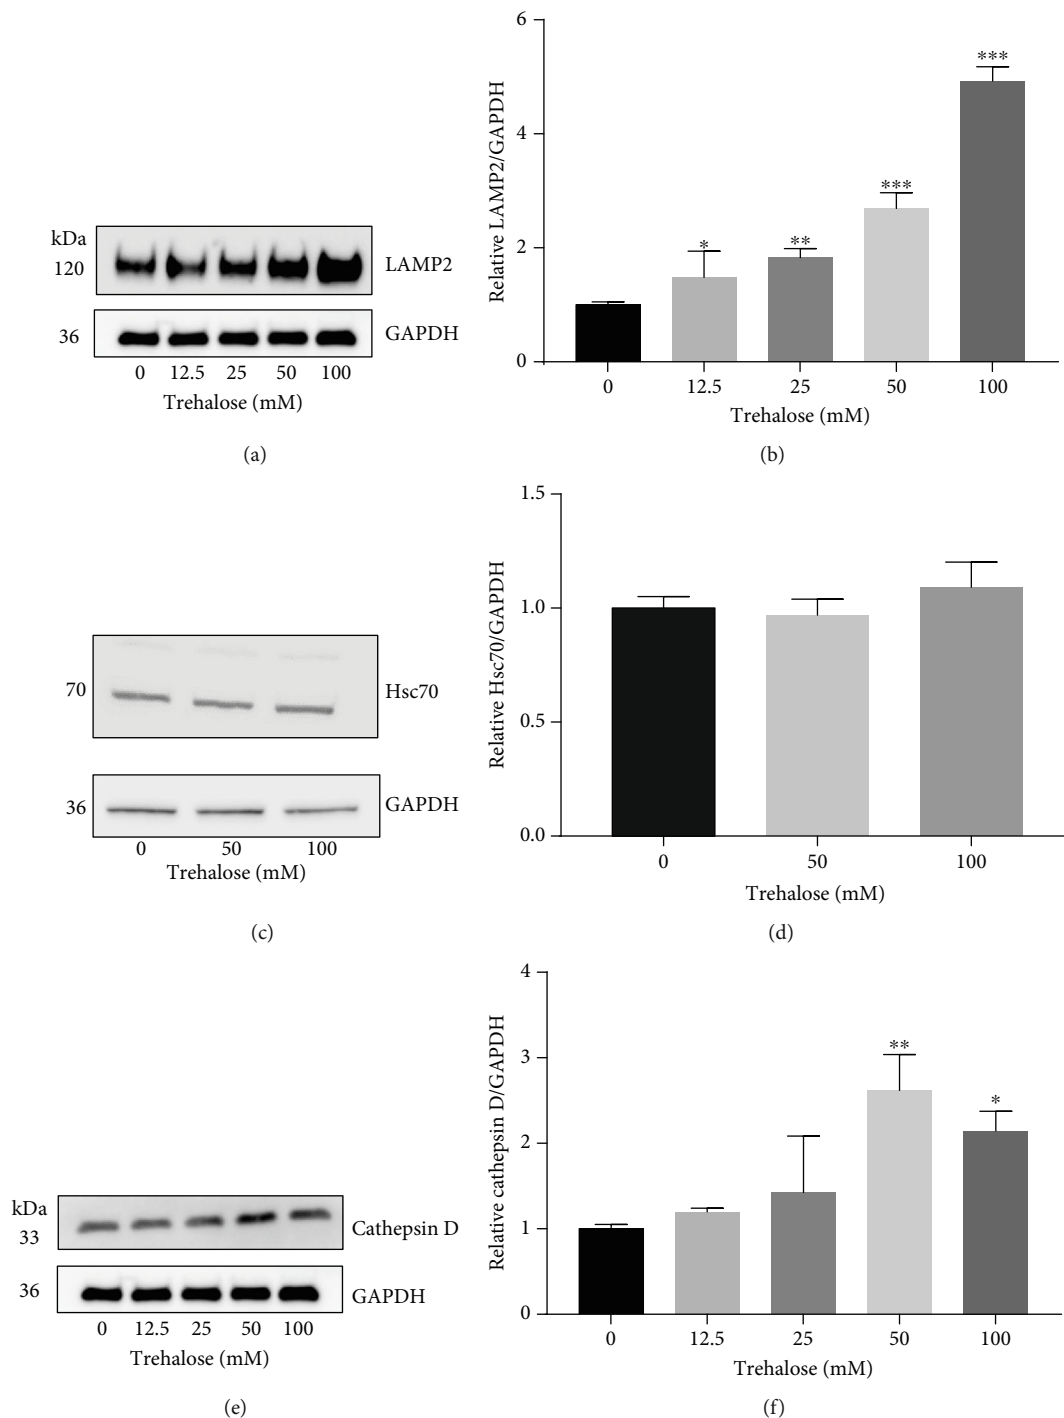 kDa
120
LAMP2
36
GAPDH
0 12.5 25 50 100
Trehalose (mM)
(a)
Relative LAMP2/GAPDH
6
4
2
0
*
**
***
***
0 12.5 25 50 100
Trehalose (mM)
(b)
70
Hsc70
36
GAPDH
0 50 100
Trehalose (mM)
(c)
Relative Hsc70/GAPDH
1.5
1.0
0.5
0.0
0 50 100
Trehalose (mM)
(d)
kDa
33
Cathepsin D
36
GAPDH
0 12.5 25 50 100
Trehalose (mM)
(e)
Relative cathepsin D/GAPDH
4
3
2
1
0
**
*
0 12.5 25 50 100
Trehalose (mM)
(f)